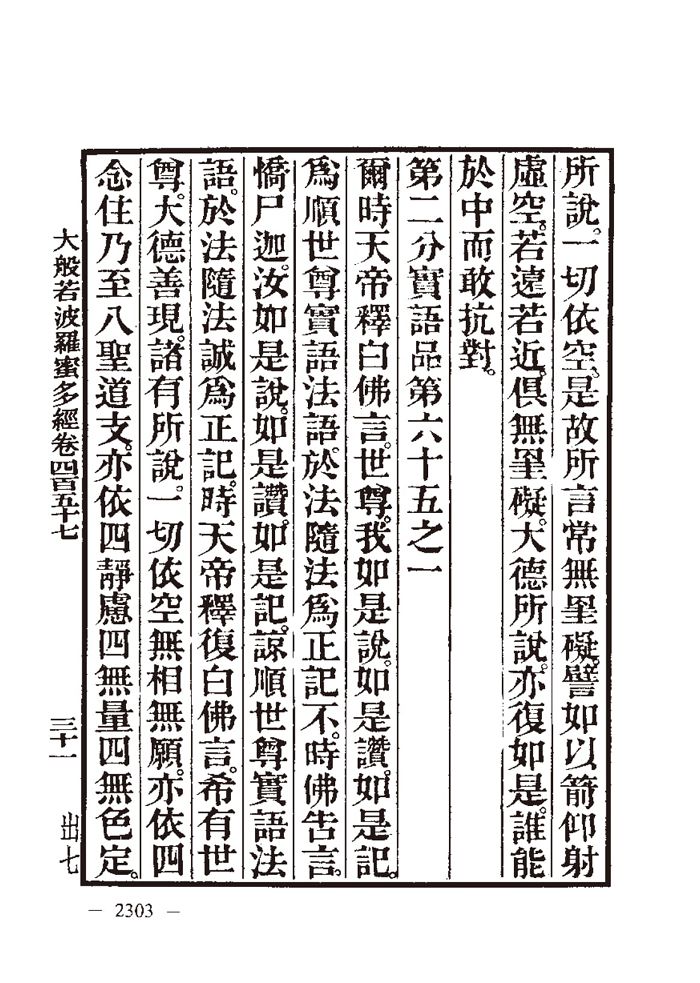 所說。一切依空。是故所言常無罣礙。譬如以箭仰射
虛空。若遠若近。俱無罣礙。大德所說。亦復如是。誰能
於中而敢抗對。
第二分實語品第六十五之一
爾時天帝釋白佛言。世尊。我如是說。如是讚。如是記。
爲順世尊實語法語。於法隨法爲正記不。時佛告言。
憍尸迦。汝如是說。如是讚。如是記。諒順世尊實語法
語。於法隨法誠爲正記。時天帝釋復白佛言。希有世
尊。大德善現。諸有所說。一切依空無相無願。亦依四
念住乃至八聖道支。亦依四靜慮四無量四無色定。
大般若波羅蜜多經卷四百五十七
三十一
出七
— 2303 —